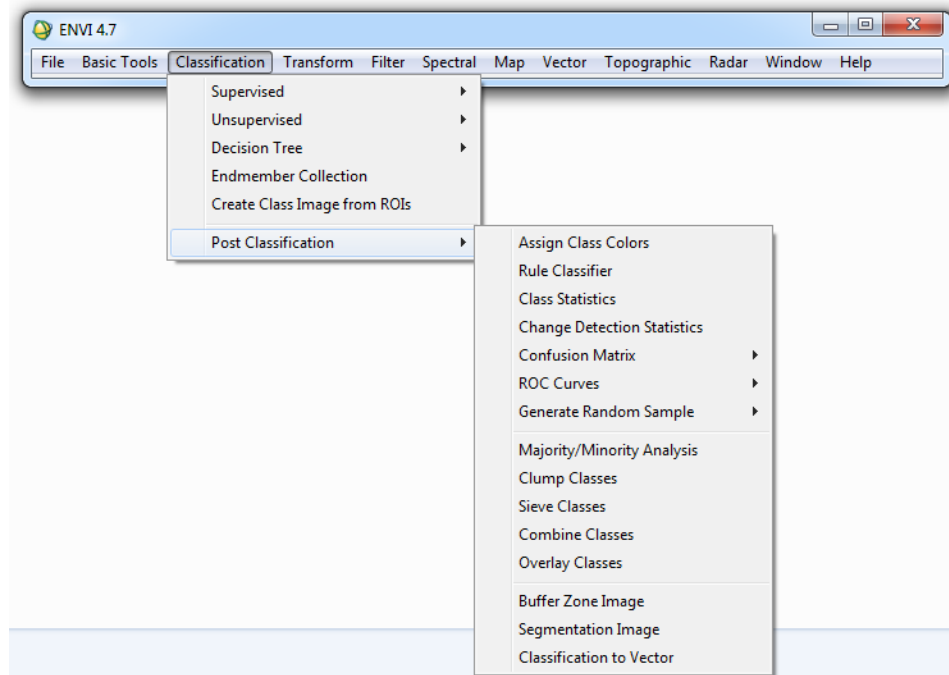 ENVI 4.7
File Basic Tools Classification Transform Filter Spectral Map Vector Topographic Radar Window Help
Supervised
Unsupervised
Decision Tree
Endmember Collection
Create Class Image from ROIs
Post Classification
Assign Class Colors
Rule Classifier
Class Statistics
Change Detection Statistics
Confusion Matrix
ROC Curves
Generate Random Sample
Majority/Minority Analysis
Clump Classes
Sieve Classes
Combine Classes
Overlay Classes
Buffer Zone Image
Segmentation Image
Classification to Vector